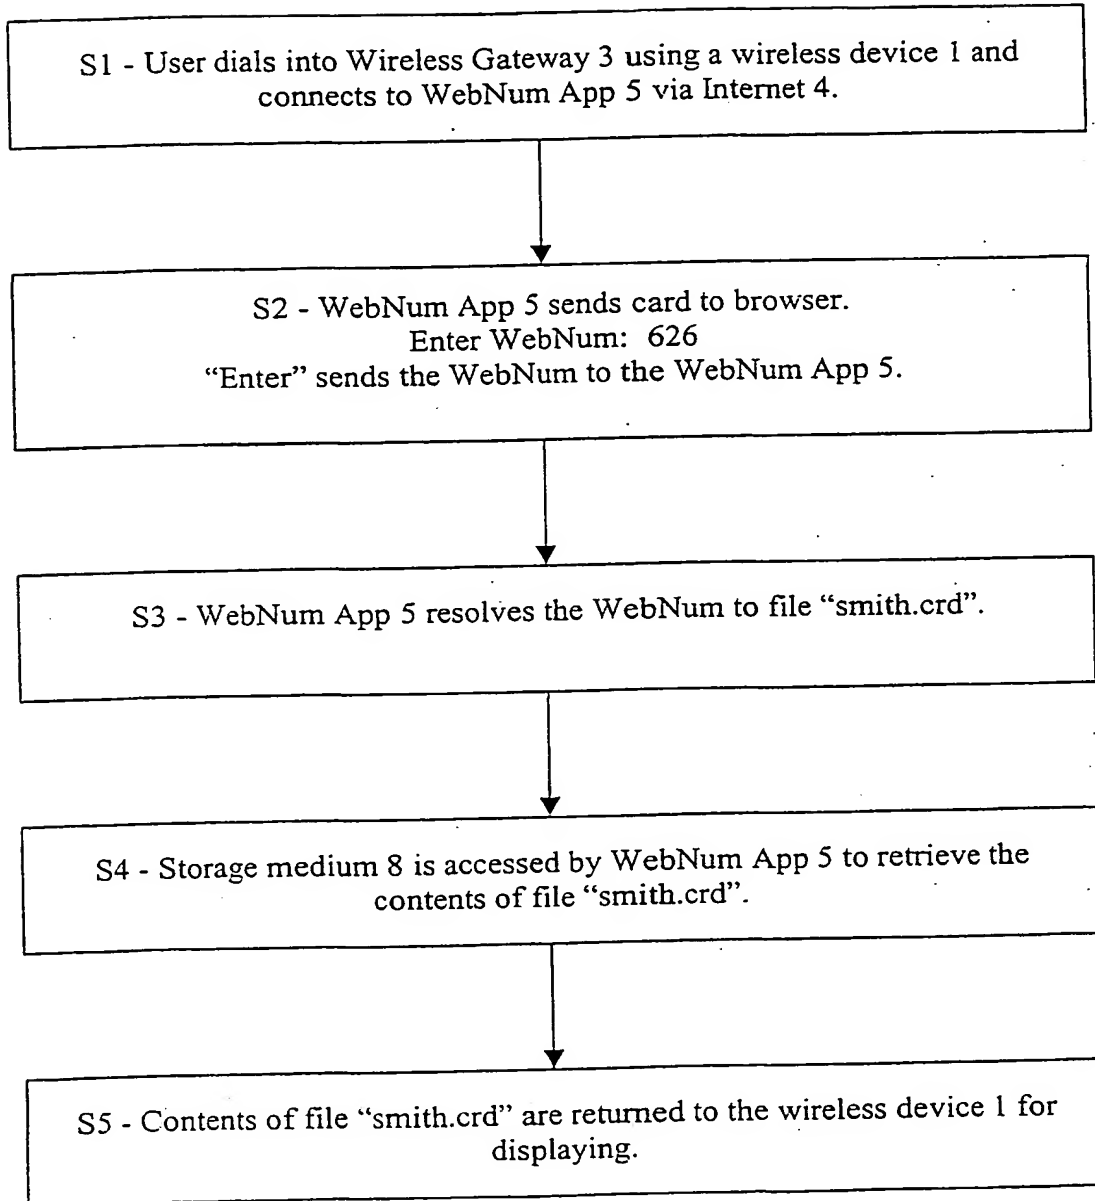 S1 - User dials into Wireless Gateway 3 using a wireless device 1 and
connects to WebNum App 5 via Internet 4.
S2 - WebNum App 5 sends card to browser.
Enter WebNum: 626
“Enter” sends the WebNum to the WebNum App 5.
S3 - WebNum App 5 resolves the WebNum to file “smith.crd”.
S4 - Storage medium 8 is accessed by WebNum App 5 to retrieve the
contents of file “smith.crd”.
S5 - Contents of file “smith.crd” are returned to the wireless device 1 for
displaying.